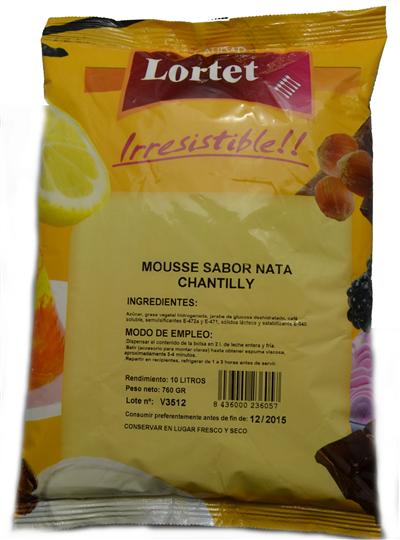 CALIDAD
Lortet
Irresistible!!
MOUSSE SABOR NATA
CHANTILLY
INGREDIENTES:
Azúcar, grasa vegetal hidrogenada, jarabe de glucosa deshidratado, café
soluble, emulsificantes E-472a y E-471, sólidos lácteos y estabilizante E-340
MODO DE EMPLEO:
Dispersar el contenido de la bolsa en 2 l. de leche entera y fría.
Batir (accesorio para montar claras) hasta obtener espuma viscosa,
aproximadamente 3-4 minutos.
Repartir en recipientes, refrigerar de 1 a 3 horas antes de servir.
Rendimiento: 10 LITROS
Peso neto: 760 GR
Lote nº: V3512
8 436000 236057
Consumir preferentemente antes de fin de: 12/2015
CONSERVAR EN LUGAR FRESCO Y SECO